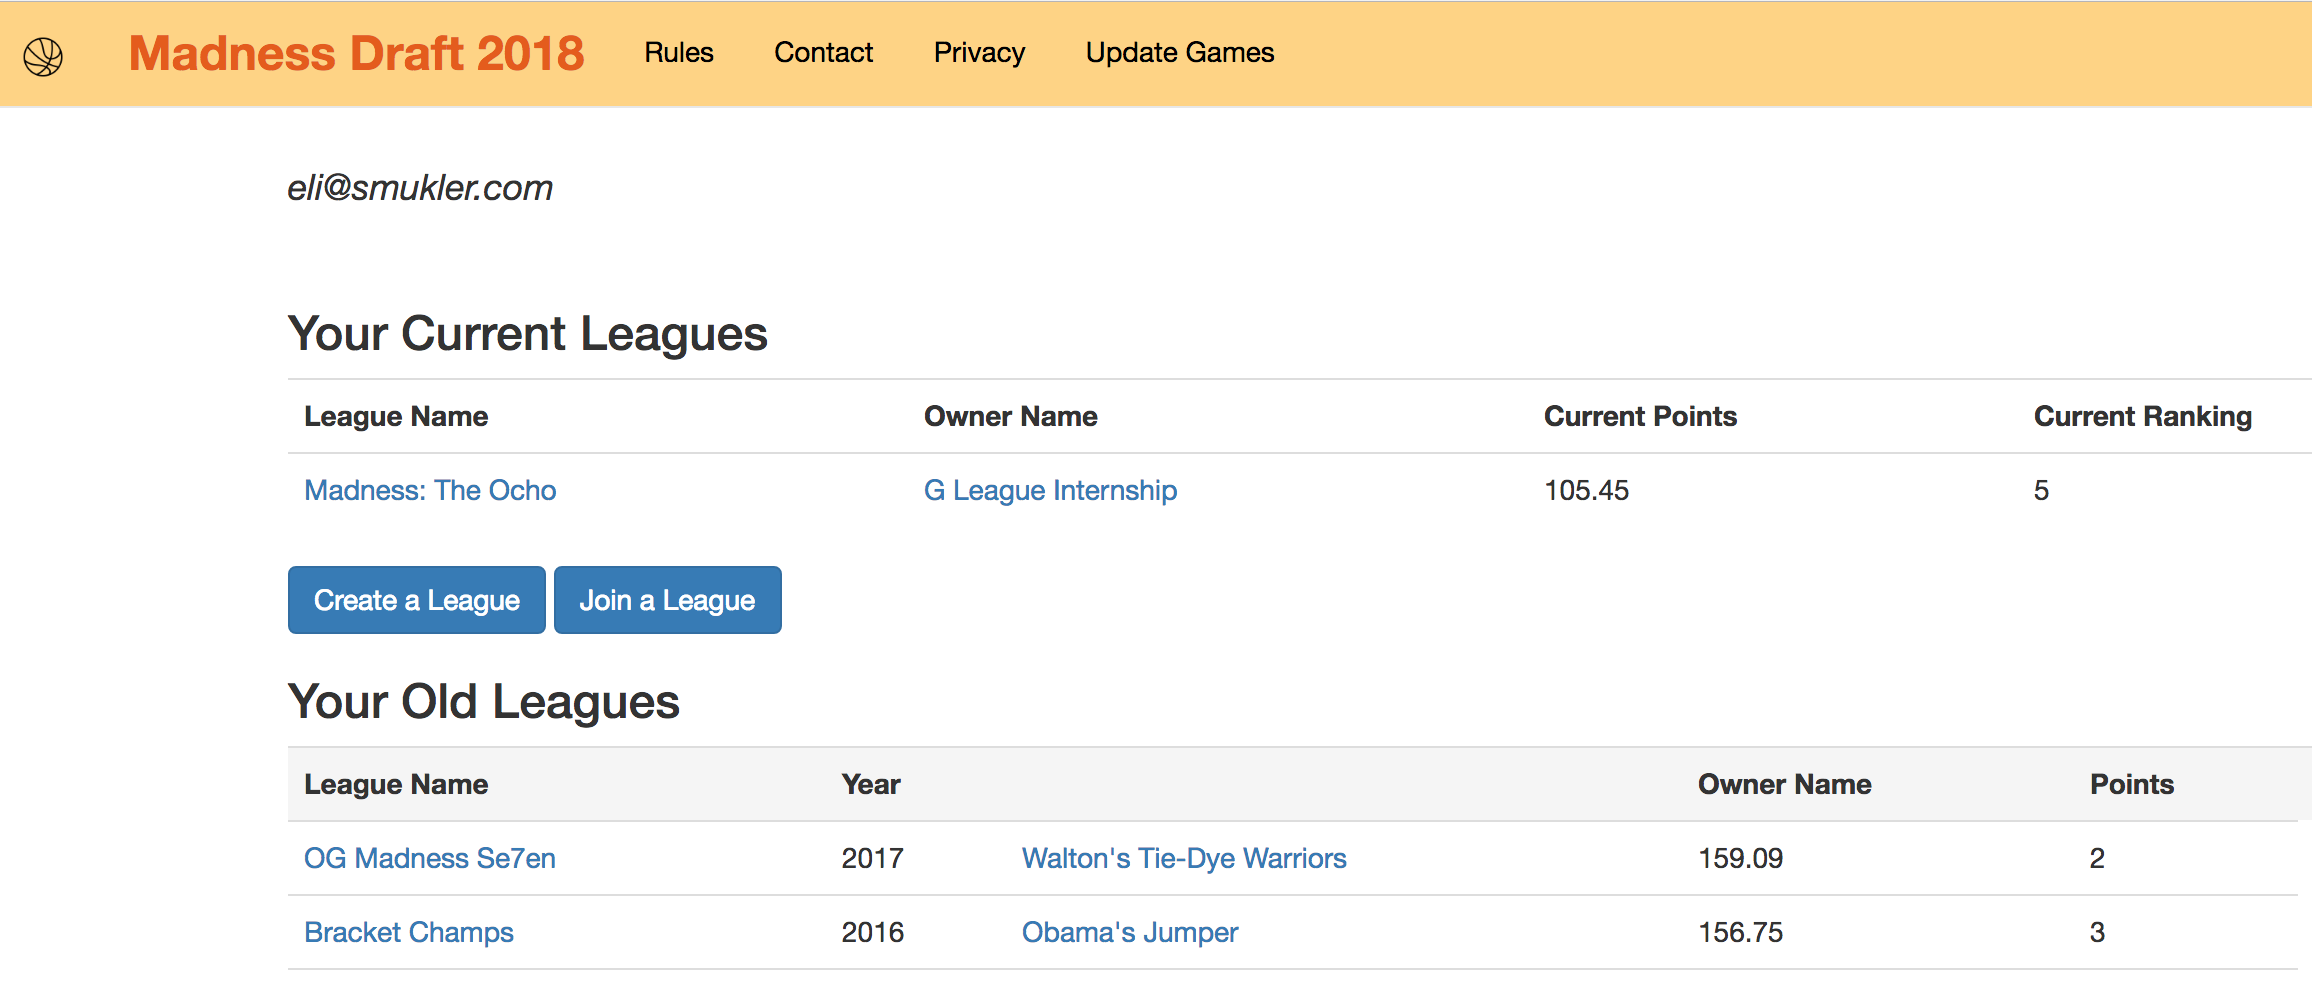 Madness Draft 2018 Rules Contact Privacy Update Games
eli@smukler.com
Your Current Leagues
League Name Owner Name Current Points Current Ranking
Madness: The Ocho G League Internship 105.45 5
Create a League Join a League
Your Old Leagues
League Name Year Owner Name Points
OG Madness Se7en 2017 Walton's Tie-Dye Warriors 159.09 2
Bracket Champs 2016 Obama's Jumper 156.75 3